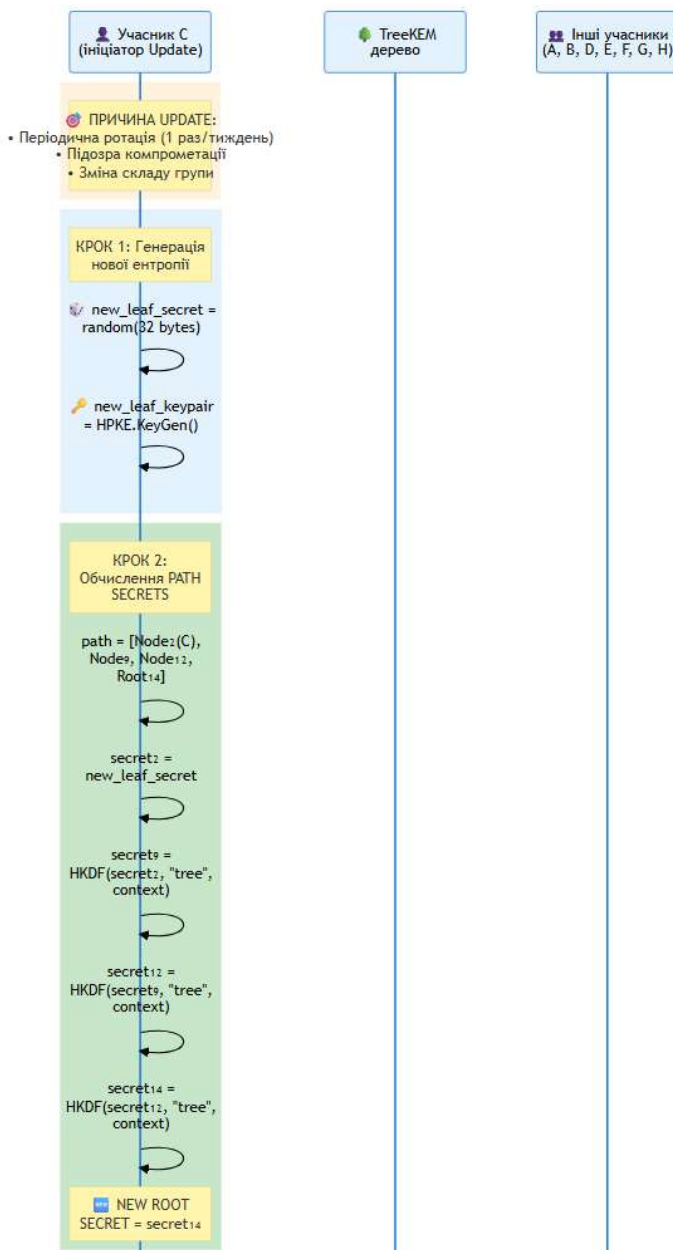 👤 Учасник C
(ініціатор Update)
🌳 TreeKEM
дерево
👥 Інші учасники
(A, B, D, E, F, G, H)
🎯 ПРИЧИНА UPDATE:
• Періодична ротація (1 раз/тиждень)
• Підозра компрометації
• Зміна складу групи
КРОК 1: Генерація
нової ентропії
🎲 new_leaf_secret =
random(32 bytes)
🔑 new_leaf_keypair
= HPKE.KeyGen()
КРОК 2:
Обчислення PATH
SECRETS
path = [Node₂(C),
Node₉, Node₁₂,
Root₁₄]
secret₂ =
new_leaf_secret
secret₉ =
HKDF(secret₂, "tree",
context)
secret₁₂ =
HKDF(secret₉, "tree",
context)
secret₁₄ =
HKDF(secret₁₂, "tree",
context)
🆕 NEW ROOT
SECRET = secret₁₄